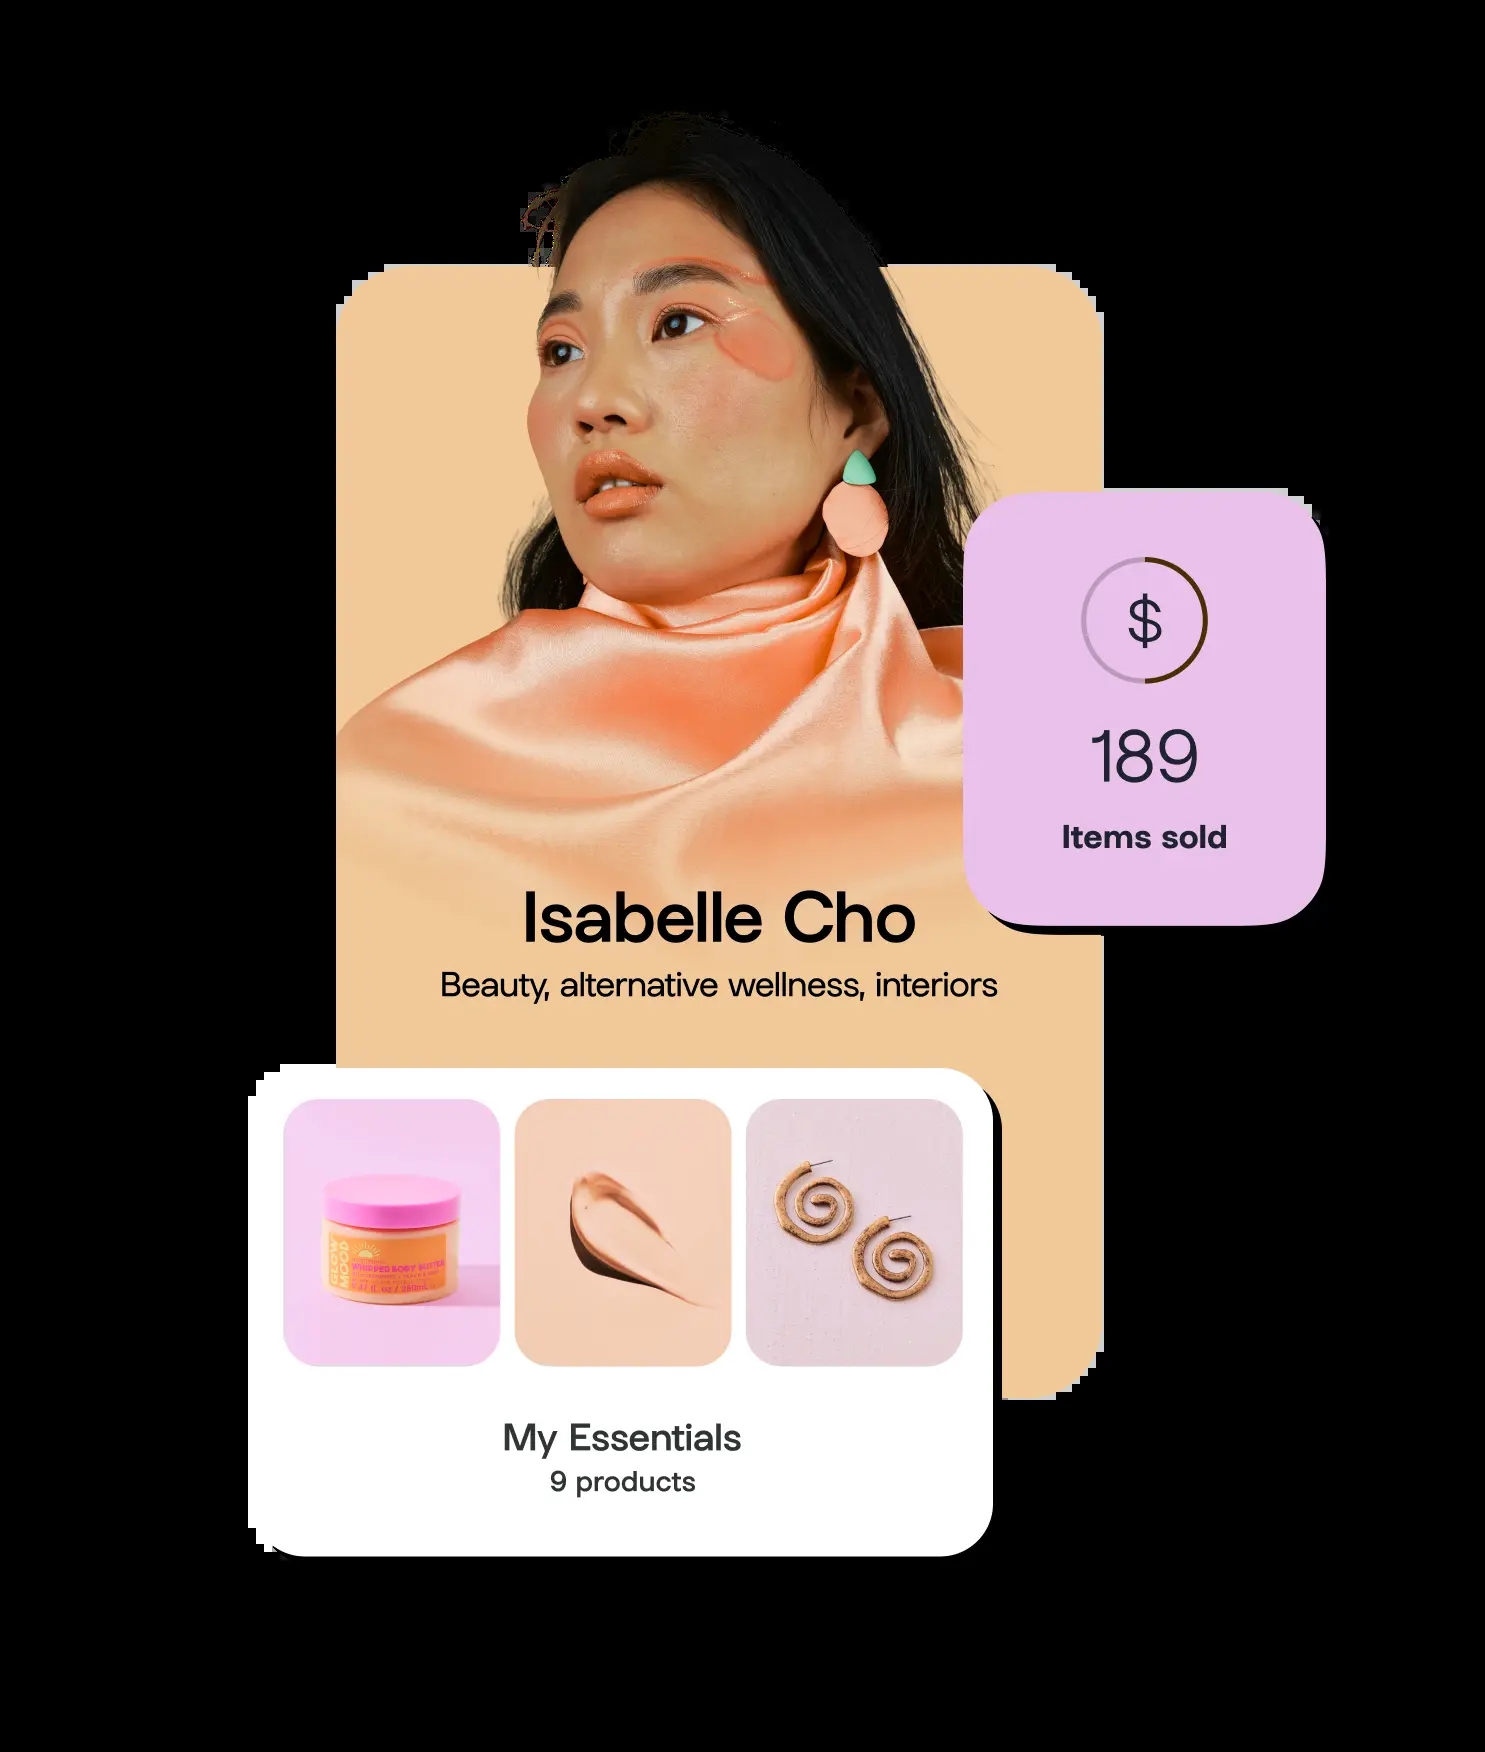 $
189
Items sold
Isabelle Cho
Beauty, alternative wellness, interiors
GLOW
MOOD
WHIPPED BODY BUTTER
My Essentials
9 products